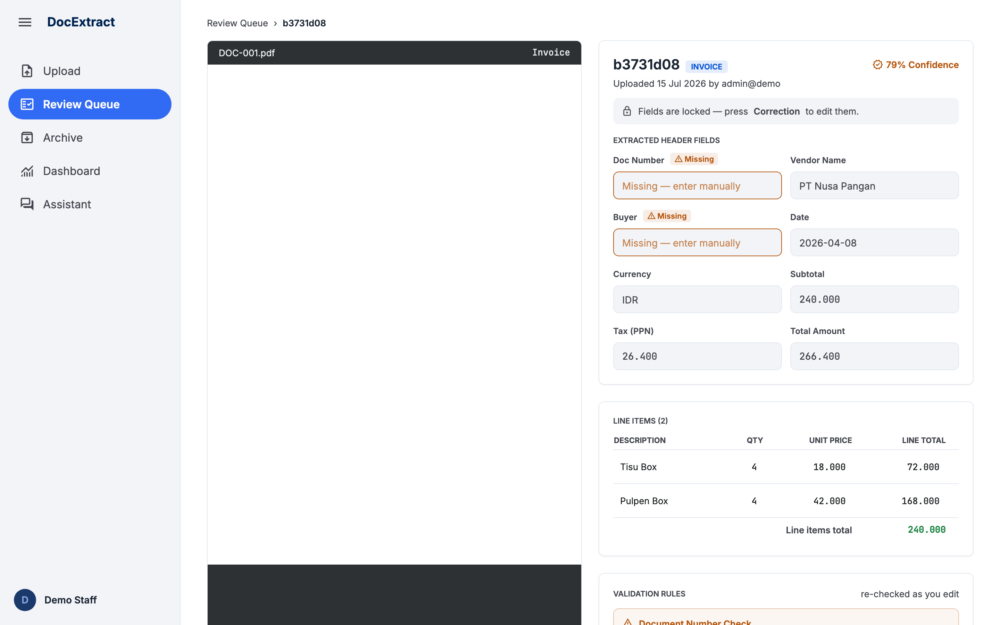 DocExtract
Upload
Review Queue
Archive
Dashboard
Assistant
D
Demo Staff
Review Queue › b3731d08
DOC-001.pdf
Invoice
b3731d08
INVOICE
79% Confidence
Uploaded 15 Jul 2026 by admin@demo
Fields are locked — press Correction to edit them.
EXTRACTED HEADER FIELDS
Doc Number
Missing
Missing — enter manually
Vendor Name
PT Nusa Pangan
Buyer
Missing
Missing — enter manually
Date
2026-04-08
Currency
IDR
Subtotal
240.000
Tax (PPN)
26.400
Total Amount
266.400
LINE ITEMS (2)
DESCRIPTION QTY UNIT PRICE LINE TOTAL
Tisu Box 4 18.000 72.000
Pulpen Box 4 42.000 168.000
Line items total 240.000
VALIDATION RULES
re-checked as you edit
Document Number Check